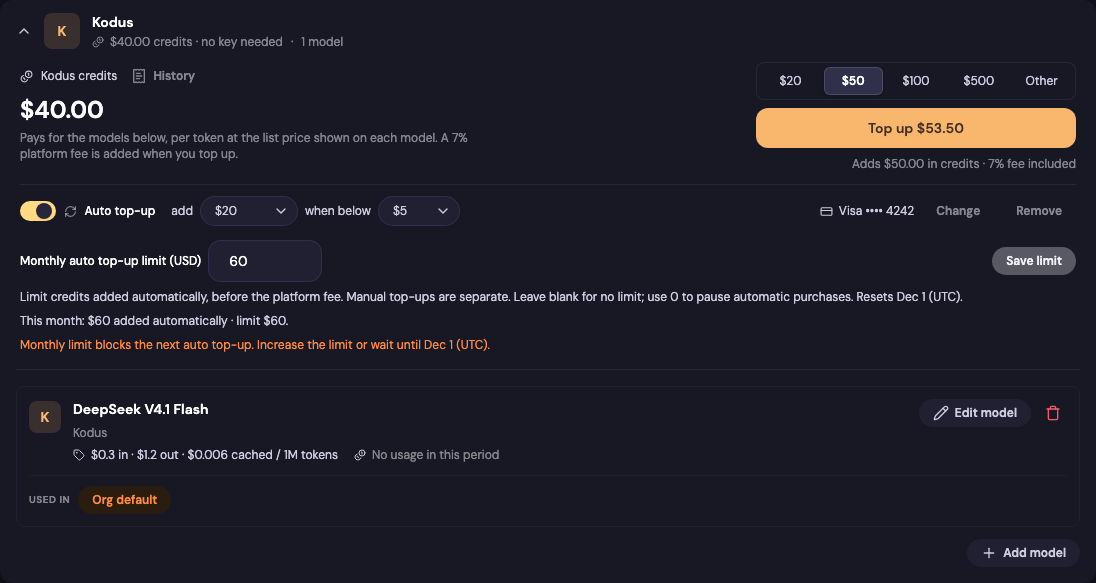 K
Kodus
$40.00 credits · no key needed · 1 model
Kodus credits History
$20 $50 $100 $500 Other
$40.00
Top up $53.50
Pays for the models below, per token at the list price shown on each model. A 7%
platform fee is added when you top up.
Adds $50.00 in credits · 7% fee included
Auto top-up add $20 when below $5 Visa •••• 4242 Change Remove
Monthly auto top-up limit (USD) 60 Save limit
Limit credits added automatically, before the platform fee. Manual top-ups are separate. Leave blank for no limit; use 0 to pause automatic purchases. Resets Dec 1 (UTC).
This month: $60 added automatically · limit $60.
Monthly limit blocks the next auto top-up. Increase the limit or wait until Dec 1 (UTC).
K
DeepSeek V4.1 Flash
Edit model
Kodus
$0.3 in · $1.2 out · $0.006 cached / 1M tokens No usage in this period
USED IN Org default
Add model